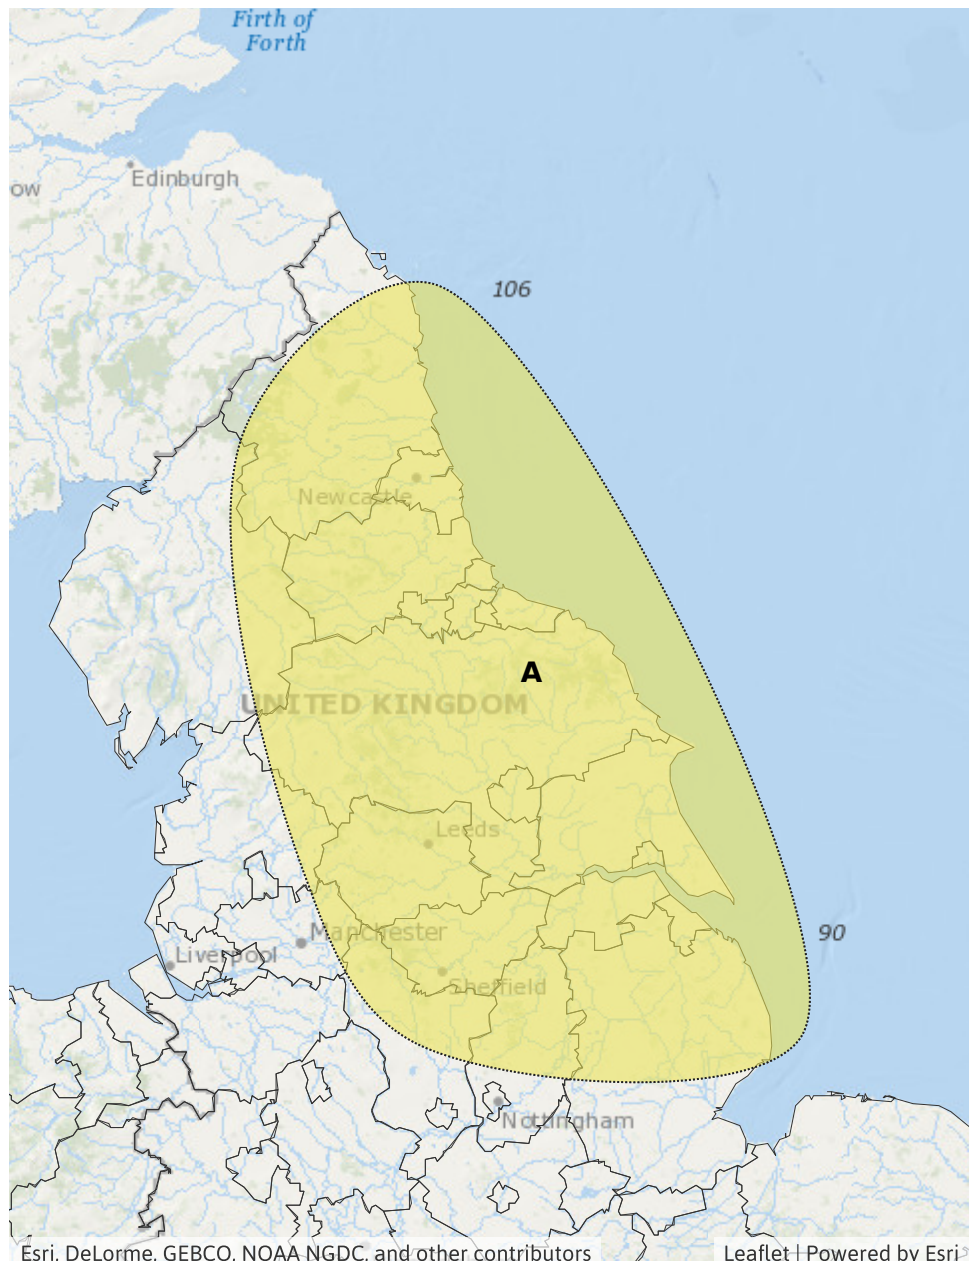 Firth of
Forth
Edinburgh
ow
106
Newcastle
A
UNITED KINGDOM
Leeds
90
Manchester
Liverpool
Sheffield
Nottingham
Esri, DeLorme, GEBCO, NOAA NGDC, and other contributors
Leaflet | Powered by Esri